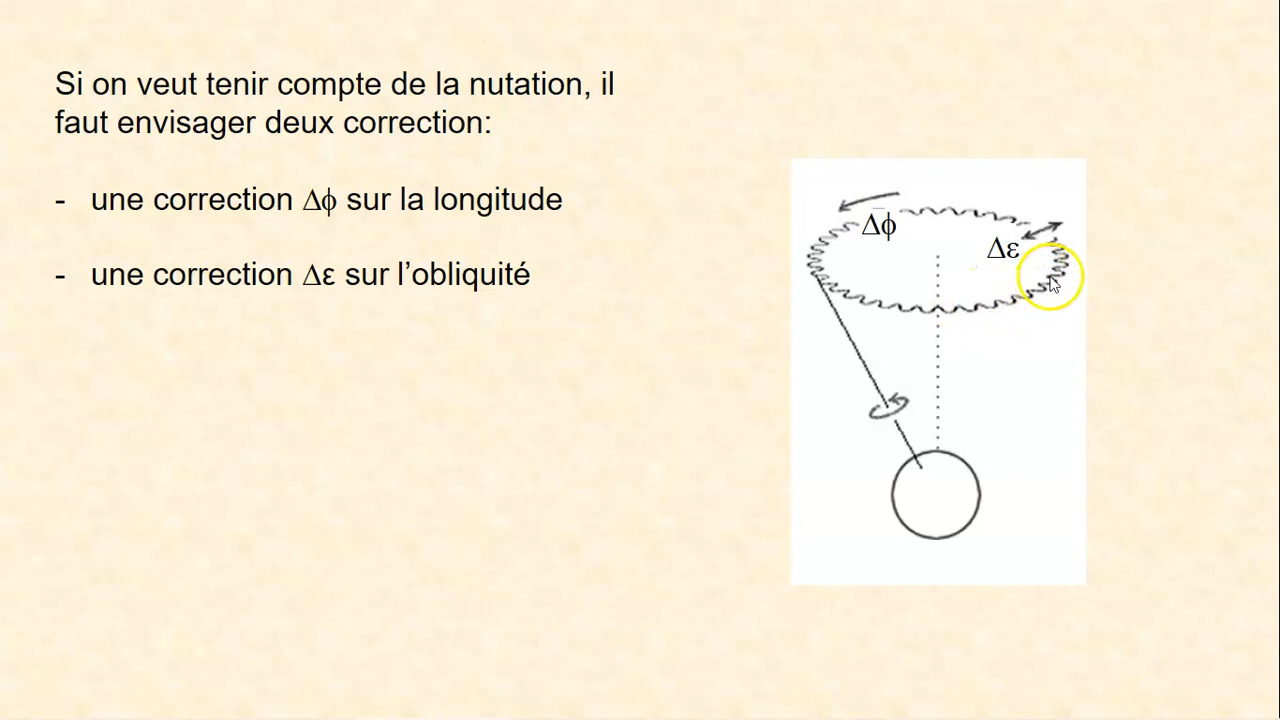 Si on veut tenir compte de la nutation, il
faut envisager deux correction:
- une correction Δϕ sur la longitude
- une correction Δε sur l’obliquité
Δϕ
Δε